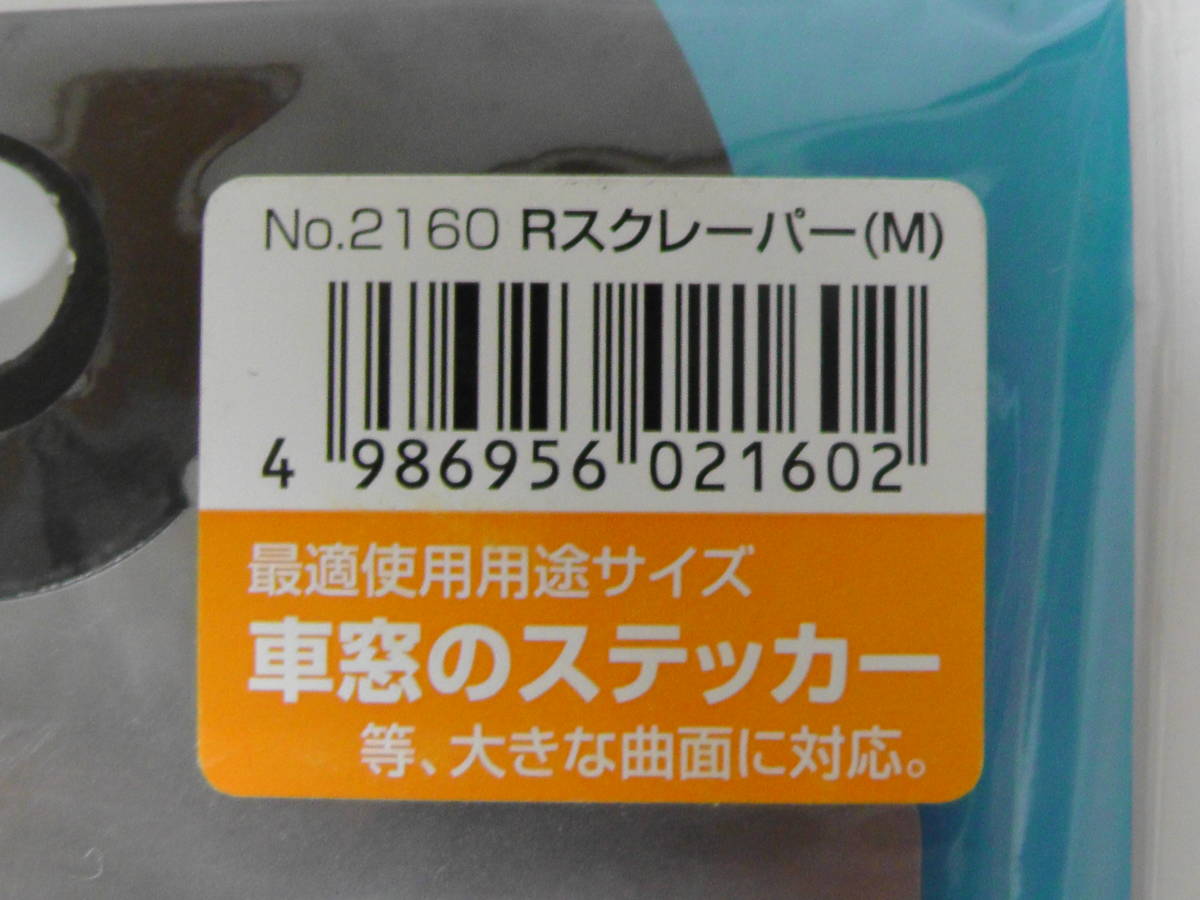 No.2160 Rスクレーパー(M)
4 986956 021602
最適使用用途サイズ
車窓のステッカー
等、大きな曲面に対応。